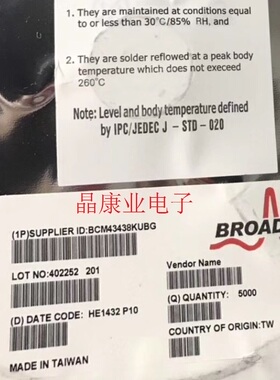 1. They are maintained at conditions equal
to or less than 30°C/85% RH, and
2. They are solder reflowed at a peak body
temperature which does not execeed
260°C
Note: Level and body temperature defined
by IPC/JEDEC J - STD - 020
晶康业电子
(1P)SUPPLIER ID:BCM43438KUBG
BROAD
LOT NO:402252 201
Vendor Name
(Q) QUANTITY: 5000
(D) DATE CODE: HE1432 P10
COUNTRY OF ORIGIN:TW
MADE IN TAIWAN